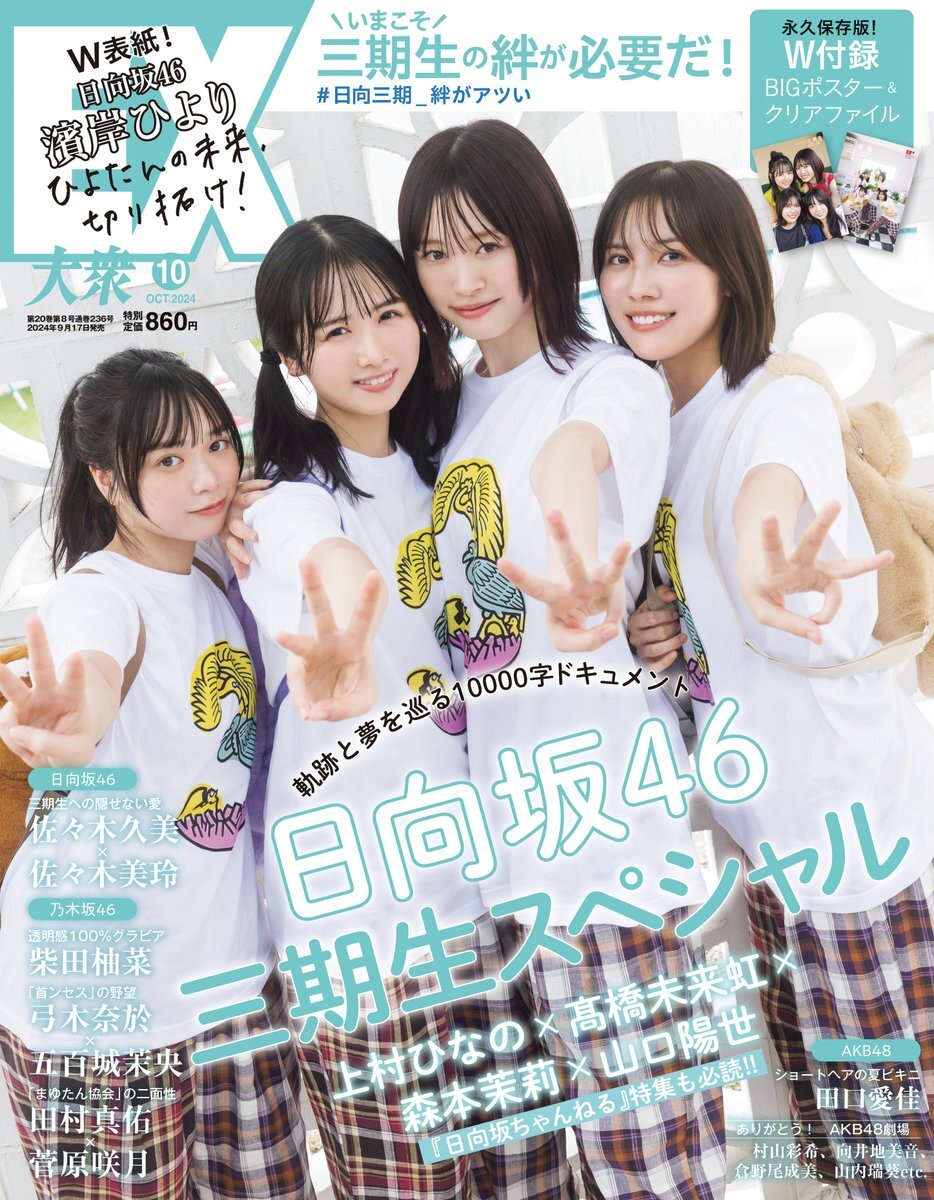 EX
W表紙！
日向坂46
濱岸ひより
ひよたんの未来、
切り拓け！
大衆
10
OCT.2024
第20巻第8号通巻236号
2024年9月17日発売
特別
定価860円
＼いまこそ／
三期生の絆が必要だ！
#日向三期_絆がアツい
永久保存版！
W付録
BIGポスター&
クリアファイル
軌跡と夢を巡る10000字ドキュメント
日向坂46
三期生スペシャル
上村ひなの×髙橋未来虹×
森本茉莉×山口陽世
『日向坂ちゃんねる』特集も必読!!
日向坂46
三期生への隠せない愛
佐々木久美
×
佐々木美玲
乃木坂46
透明感100%グラビア
柴田柚菜
「首ンセス」の野望
弓木奈於
×
五百城茉央
「まゆたん協会」の二面性
田村真佑
×
菅原咲月
AKB48
ショートヘアの夏ビキニ
田口愛佳
ありがとう！ AKB48劇場
村山彩希、向井地美音、
倉野尾成美、山内瑞葵etc.